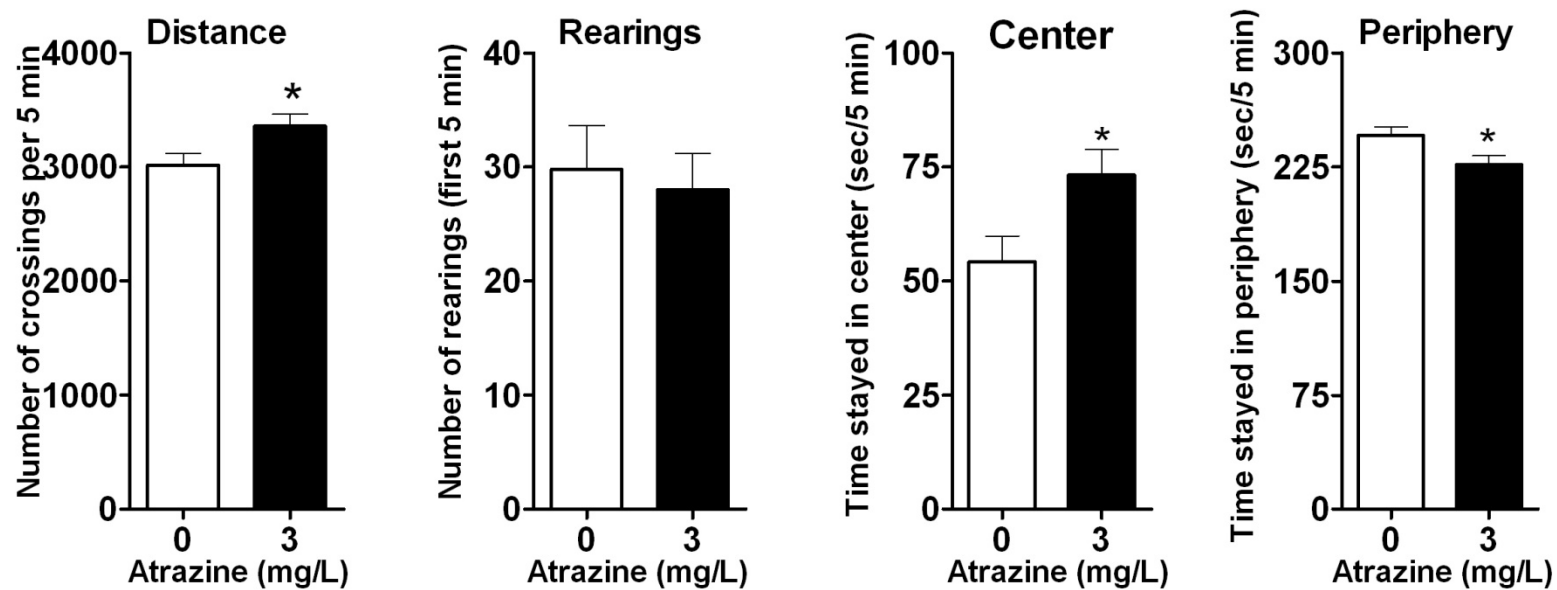 Distance
Number of crossings per 5 min
4000
3000
2000
1000
0
*
0 3
Atrazine (mg/L)
Rearings
Number of rearings (first 5 min)
40
30
20
10
0
0 3
Atrazine (mg/L)
Center
Time stayed in center (sec/5 min)
100
75
50
25
0
*
0 3
Atrazine (mg/L)
Periphery
Time stayed in periphery (sec/5 min)
300
225
150
75
0
*
0 3
Atrazine (mg/L)